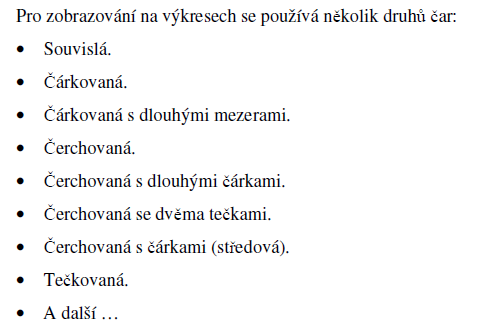 Pro zobrazování na výkresech se používá několik druhů čar:
• Souvislá.
• Čárkovaná.
• Čárkovaná s dlouhými mezerami.
• Čerchovaná.
• Čerchovaná s dlouhými čárkami.
• Čerchovaná se dvěma tečkami.
• Čerchovaná s čárkami (středová).
• Tečkovaná.
• A další …